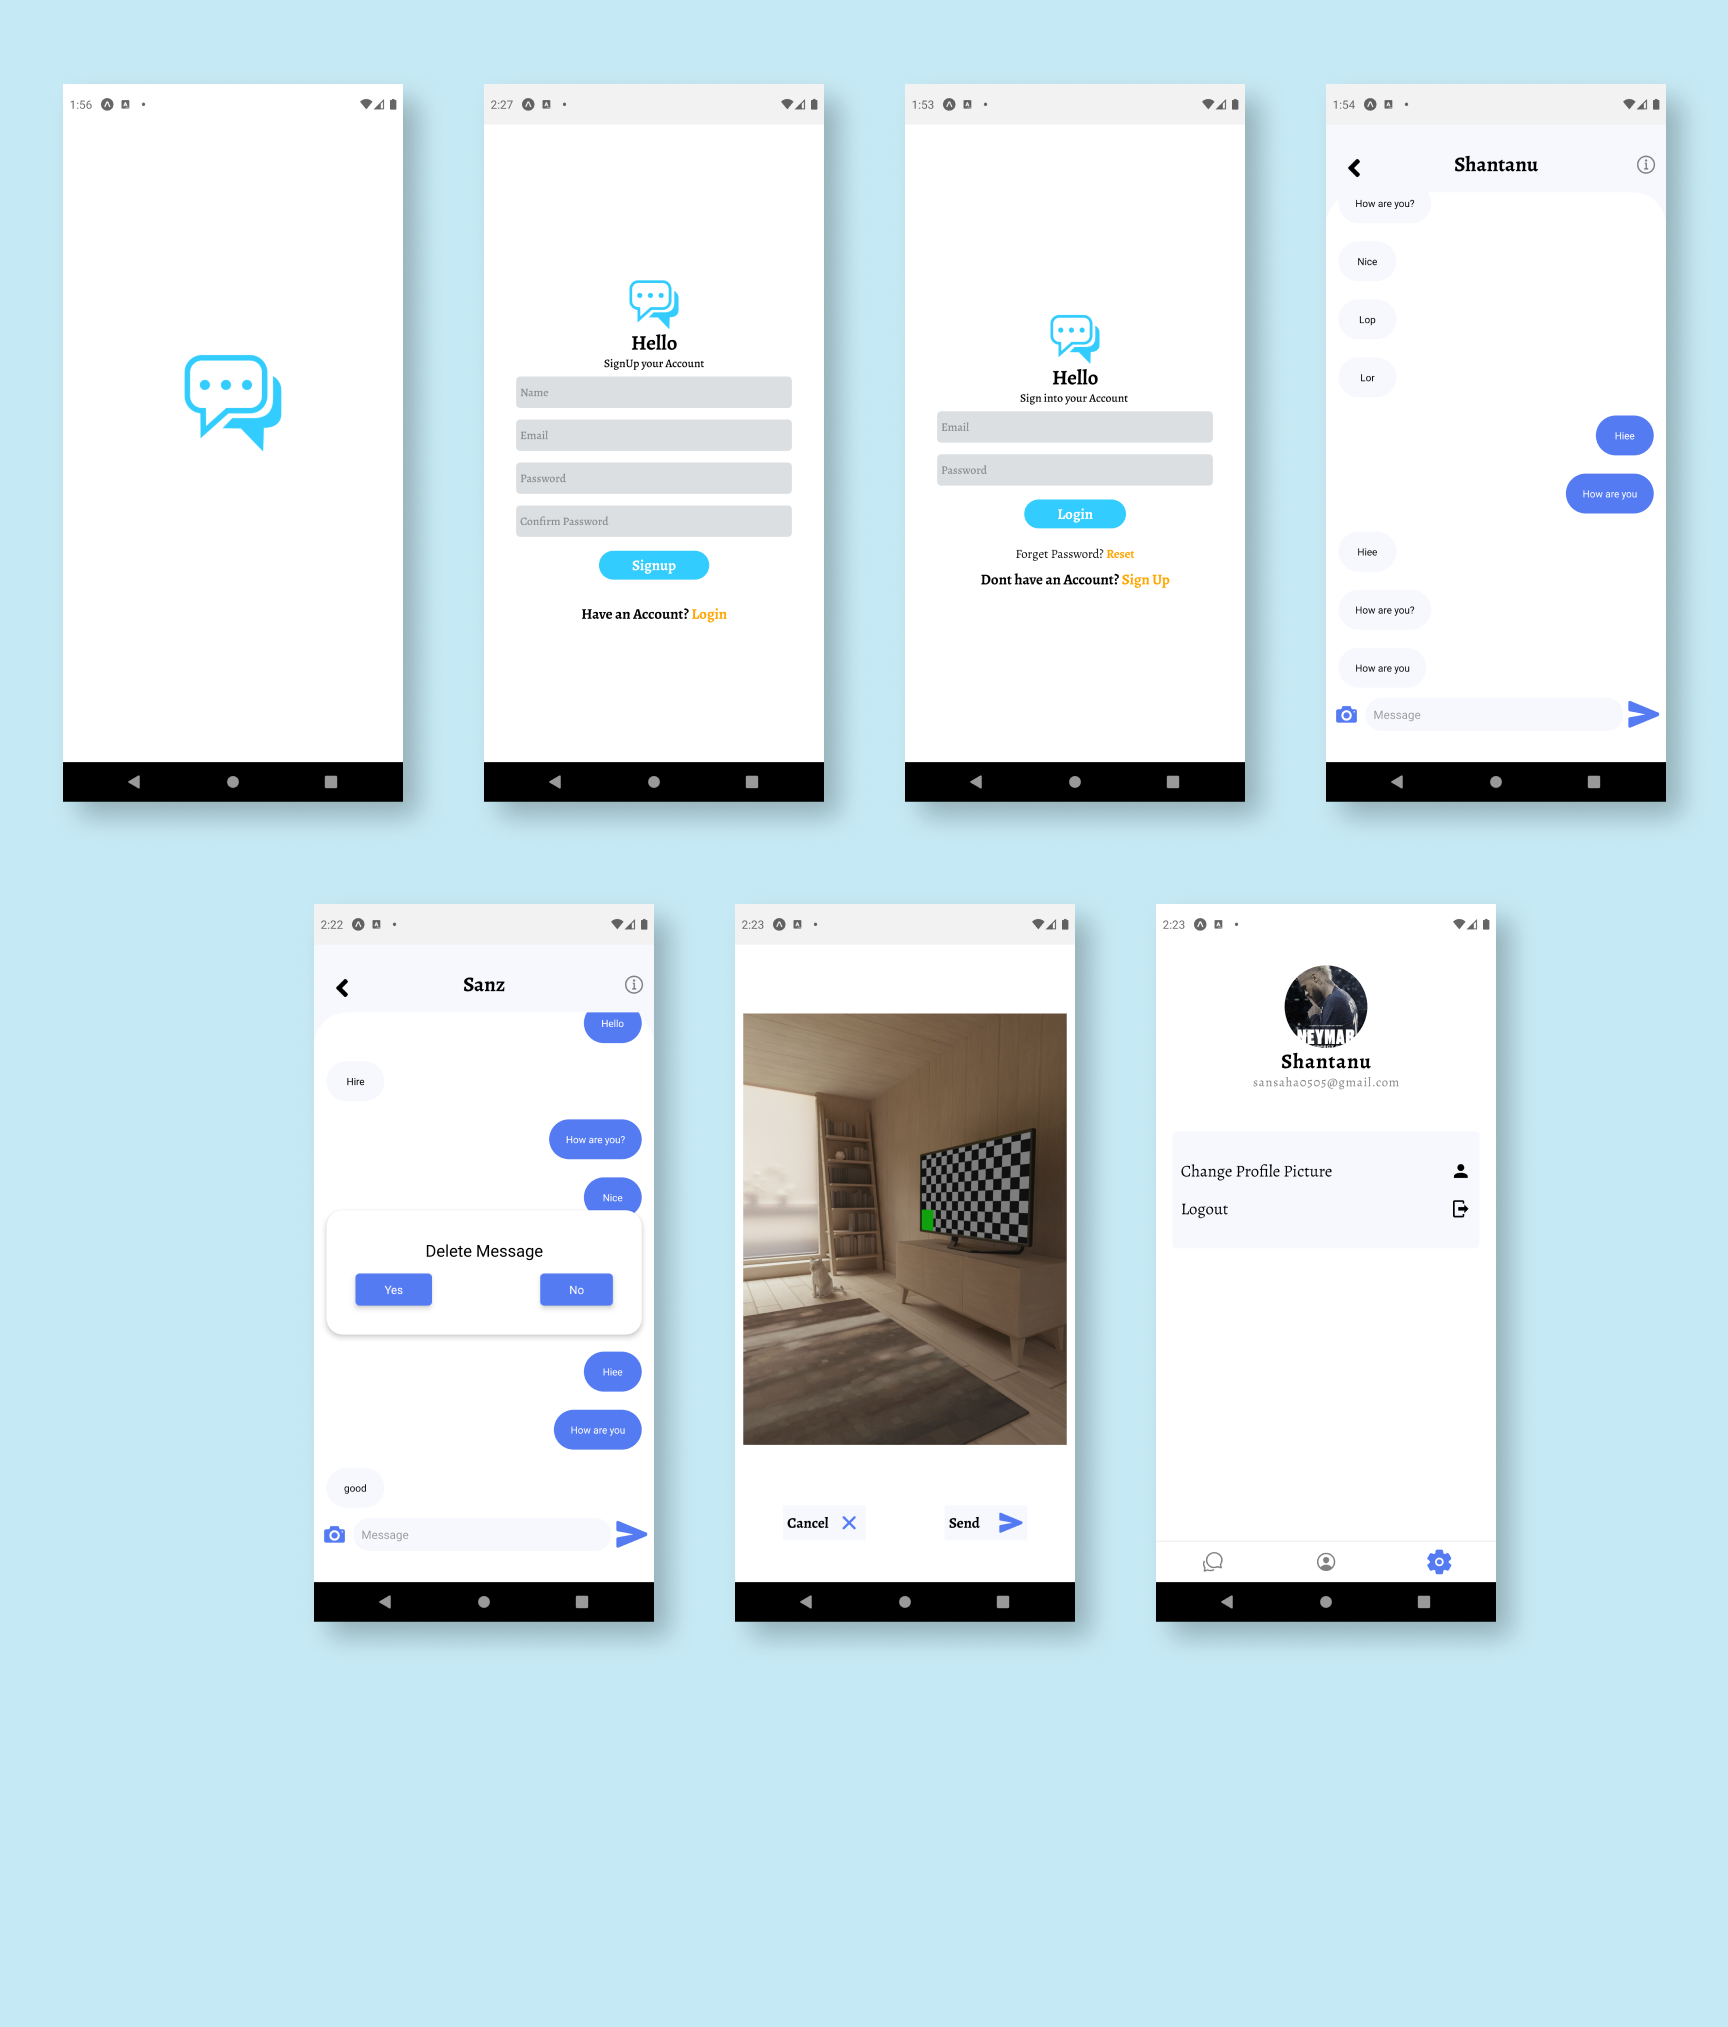 1:56
2:27
Hello
SignUp your Account
Name
Email
Password
Confirm Password
Signup
Have an Account? Login
1:53
Hello
Sign into your Account
Email
Password
Login
Forget Password? Reset
Dont have an Account? Sign Up
1:54
Shantanu
How are you?
Nice
Lop
Lor
Hiee
How are you
Hiee
How are you?
How are you
Message
2:22
Sanz
Hello
Hire
How are you?
Nice
Delete Message
Yes No
Hiee
How are you
good
Message
2:23
Cancel
Send
2:23
NEYMAR
Shantanu
sansaha0505@gmail.com
Change Profile Picture
Logout